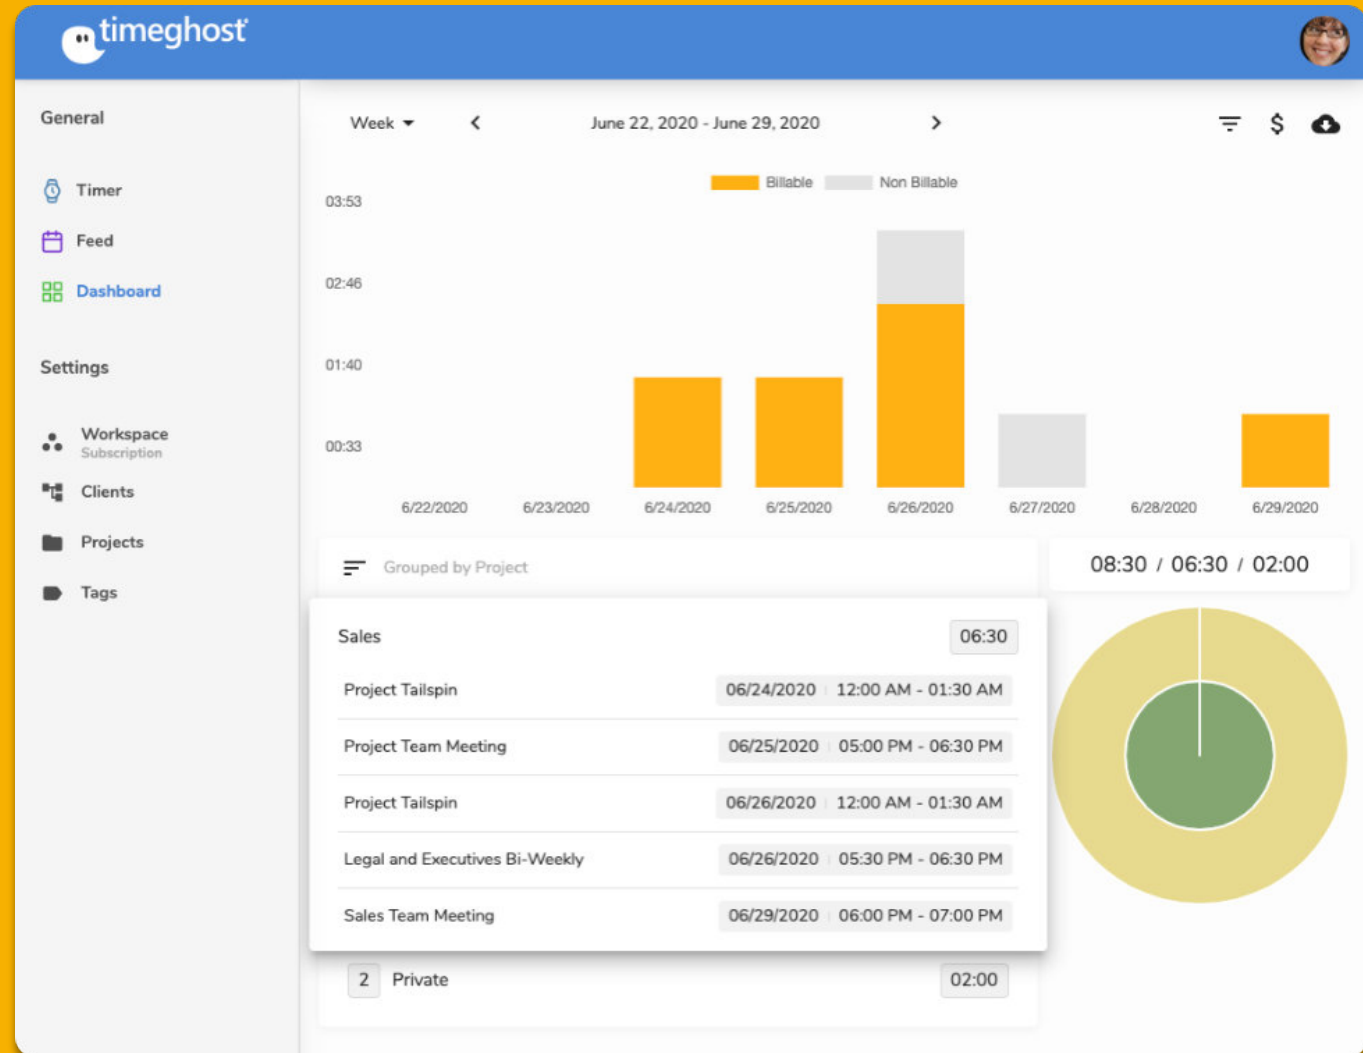 timeghost
General
Timer
Feed
Dashboard
Settings
Workspace
Subscription
Clients
Projects
Tags
Week
June 22, 2020 - June 29, 2020
$
Billable Non Billable
03:53
02:46
01:40
00:33
6/22/2020 6/23/2020 6/24/2020 6/25/2020 6/26/2020 6/27/2020 6/28/2020 6/29/2020
Grouped by Project
08:30 / 06:30 / 02:00
Sales 06:30
Project Tailspin 06/24/2020 12:00 AM - 01:30 AM
Project Team Meeting 06/25/2020 05:00 PM - 06:30 PM
Project Tailspin 06/26/2020 12:00 AM - 01:30 AM
Legal and Executives Bi-Weekly 06/26/2020 05:30 PM - 06:30 PM
Sales Team Meeting 06/29/2020 06:00 PM - 07:00 PM
2 Private 02:00